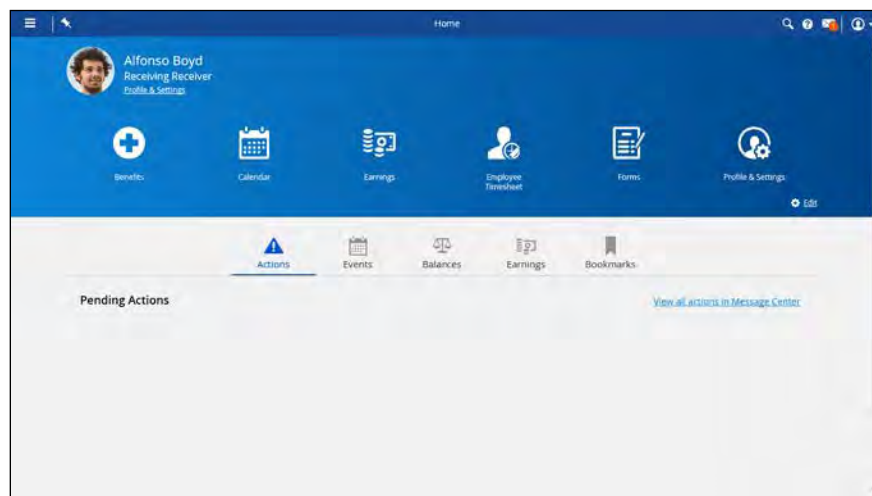 Home
Alfonso Boyd
Receiving Receiver
Profile & Settings
Benefits
Calendar
Earnings
Employee
Timesheet
Forms
Profile & Settings
Edit
Actions
Events
Balances
Earnings
Bookmarks
Pending Actions
View all actions in Message Center